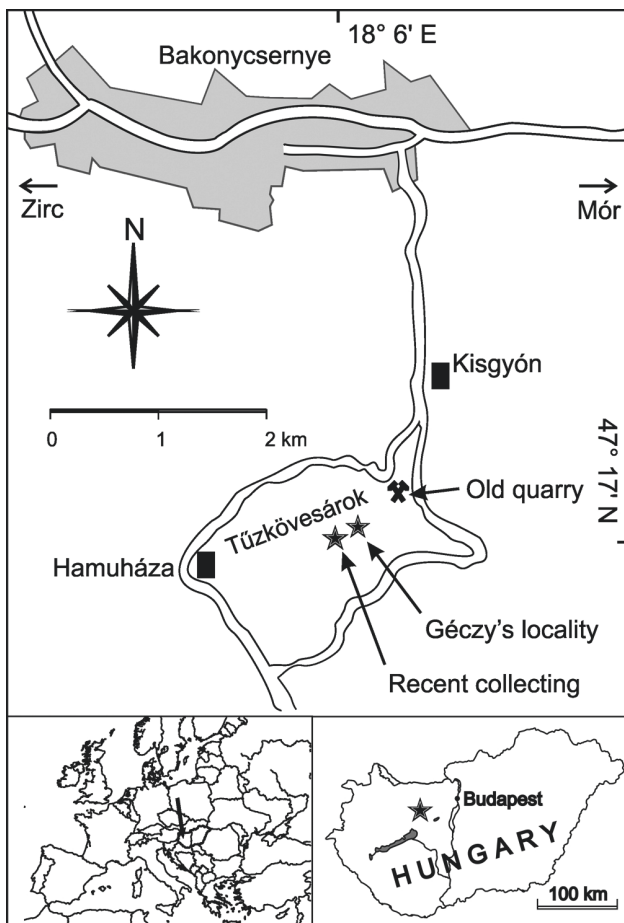 18° 6' E
Bakonycsernye
Zirc
Mór
N
Kisgyón
0
2 km
47° 17' N
Old quarry
Tűzkövesárok
Hamuháza
Géczy's locality
Recent collecting
Budapest
HUNGARY
100 km